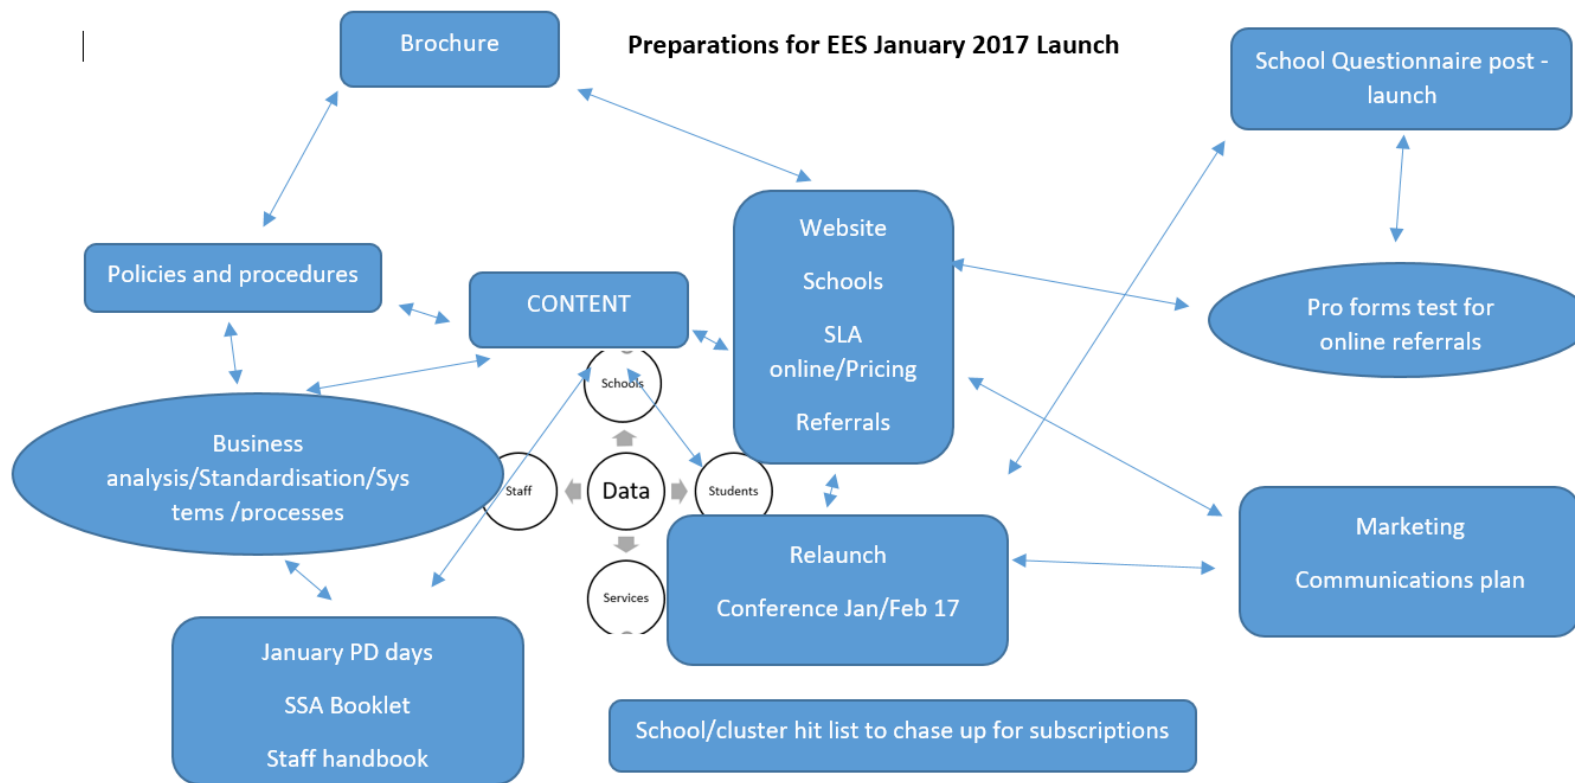 Preparations for EES January 2017 Launch
Brochure
School Questionnaire post -
launch
Policies and procedures
CONTENT
Website
Schools
SLA
online/Pricing
Referrals
Pro forms test for
online referrals
Business
analysis/Standardisation/Sys
tems /processes
Schools
Staff
Data
Students
Services
Relaunch
Conference Jan/Feb 17
Marketing
Communications plan
January PD days
SSA Booklet
Staff handbook
School/cluster hit list to chase up for subscriptions